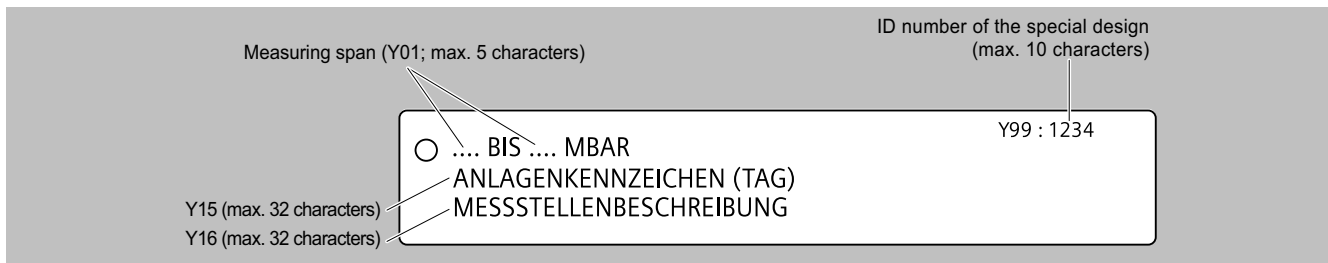 ID number of the special design
(max. 10 characters)
Measuring span (Y01; max. 5 characters)
Y99 : 1234
.... BIS .... MBAR
ANLAGENKENNZEICHEN (TAG)
Y15 (max. 32 characters)
MESSSTELLENBESCHREIBUNG
Y16 (max. 32 characters)